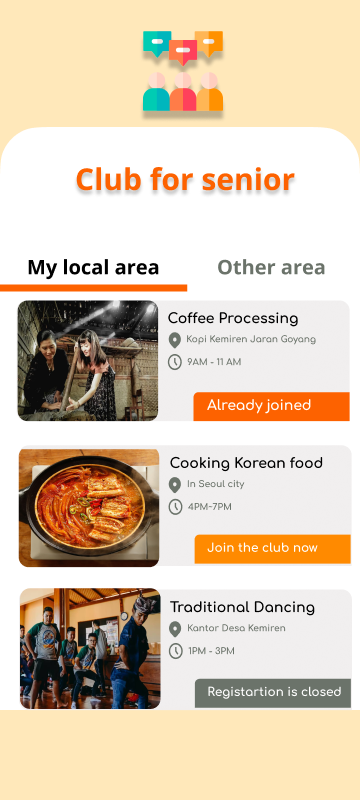 Club for senior
My local area
Other area
Coffee Processing
Kopi Kemiren Jaran Goyang
9AM - 11 AM
Already joined
Cooking Korean food
In Seoul city
4PM-7PM
Join the club now
Traditional Dancing
Kantor Desa Kemiren
1PM - 3PM
Registartion is closed